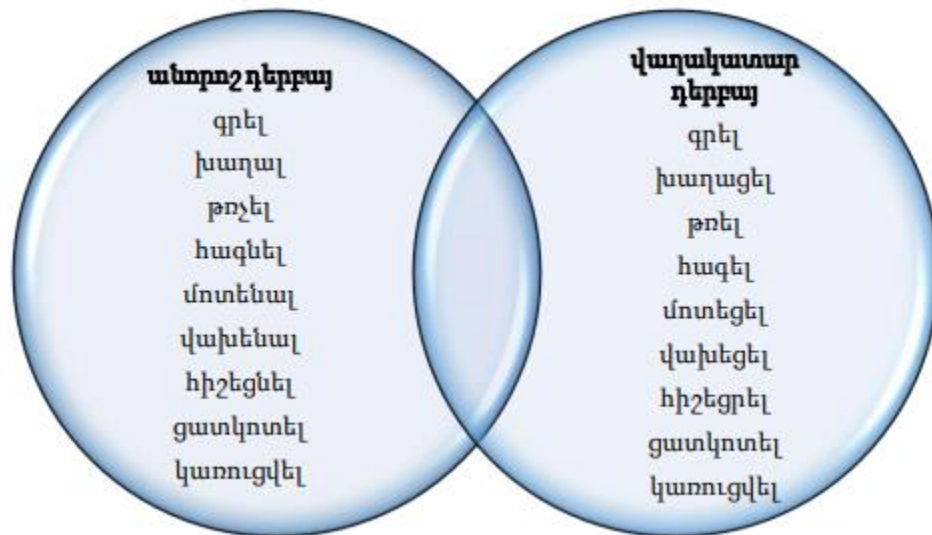 անորոշ դերբայ
գրել
խաղալ
թռչել
հագնել
մոտենալ
վախենալ
հիշեցնել
ցատկոտել
կառուցվել
վաղակատար
դերբայ
գրել
խաղացել
թռել
հագել
մոտեցել
վախեցել
հիշեցրել
ցատկոտել
կառուցվել